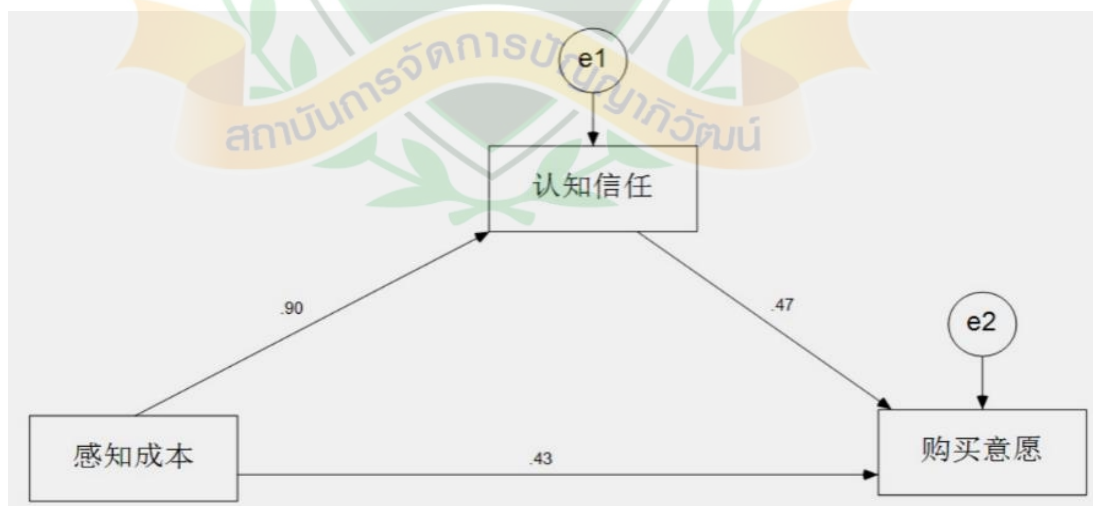 สถาบันการจัดการปัญญาภิวัฒน์
e1
认知信任
.90
.47
e2
感知成本
.43
购买意愿